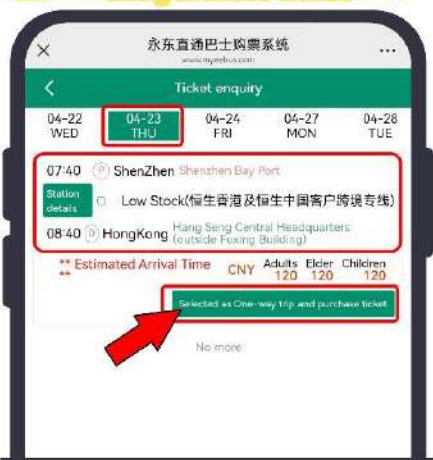 永东直通巴士购票系统
www.myeebus.com
Ticket enquiry
04-22 04-23 04-24 04-27 04-28
WED THU FRI MON TUE
07:40 P ShenZhen Shenzhen Bay Port
Station details Low Stock(恒生香港及恒生中国客户跨境专线)
08:40 D HongKong Hang Seng Central Headquarters (outside Fuxing Building)
** Estimated Arrival Time CNY Adults Elder Children
** 120 120 120
Selected as One-way trip and purchase ticket
No more